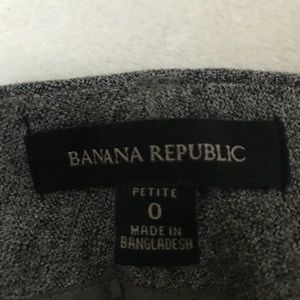 BANANA REPUBLIC
PETITE
0
MADE IN
BANGLADESH